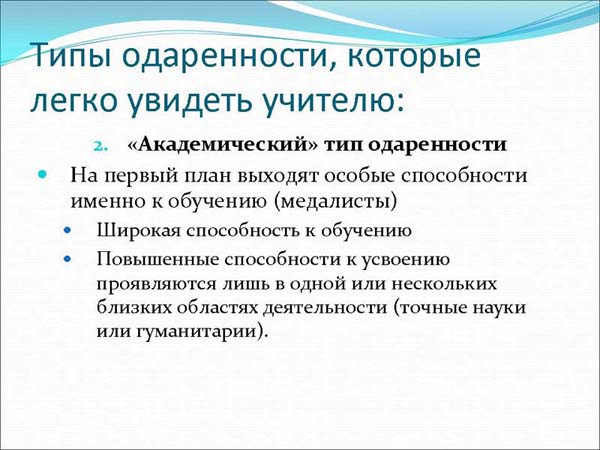 Типы одаренности, которые
легко увидеть учителю:
2. «Академический» тип одаренности
На первый план выходят особые способности
именно к обучению (медалисты)
Широкая способность к обучению
Повышенные способности к усвоению
проявляются лишь в одной или нескольких
близких областях деятельности (точные науки
или гуманитарии).